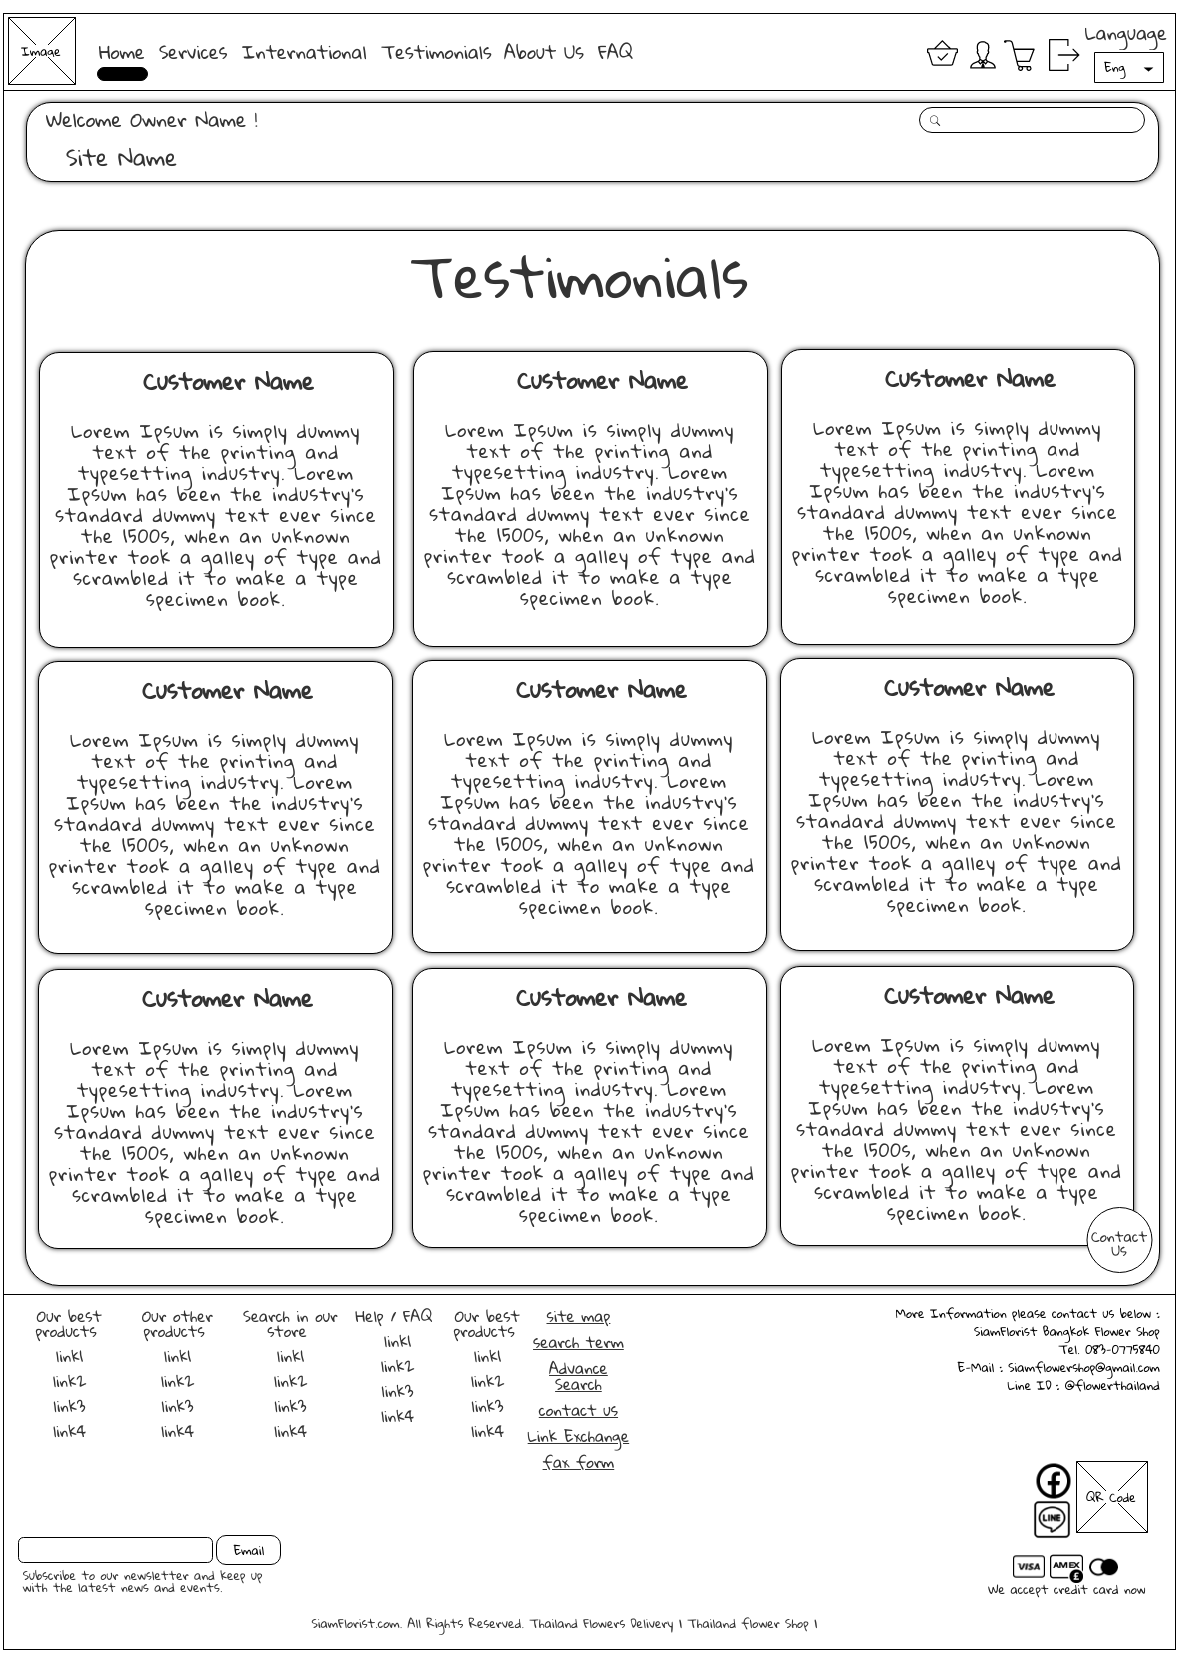 Image
Home Services International Testimonials About Us FAQ
Language
Eng
Welcome Owner Name !
Site Name
Testimonials
Customer Name
Lorem Ipsum is simply dummy
text of the printing and
typesetting industry. Lorem
Ipsum has been the industry's
standard dummy text ever since
the 1500s, when an unknown
printer took a galley of type and
scrambled it to make a type
specimen book.
Customer Name
Lorem Ipsum is simply dummy
text of the printing and
typesetting industry. Lorem
Ipsum has been the industry's
standard dummy text ever since
the 1500s, when an unknown
printer took a galley of type and
scrambled it to make a type
specimen book.
Customer Name
Lorem Ipsum is simply dummy
text of the printing and
typesetting industry. Lorem
Ipsum has been the industry's
standard dummy text ever since
the 1500s, when an unknown
printer took a galley of type and
scrambled it to make a type
specimen book.
Customer Name
Lorem Ipsum is simply dummy
text of the printing and
typesetting industry. Lorem
Ipsum has been the industry's
standard dummy text ever since
the 1500s, when an unknown
printer took a galley of type and
scrambled it to make a type
specimen book.
Customer Name
Lorem Ipsum is simply dummy
text of the printing and
typesetting industry. Lorem
Ipsum has been the industry's
standard dummy text ever since
the 1500s, when an unknown
printer took a galley of type and
scrambled it to make a type
specimen book.
Customer Name
Lorem Ipsum is simply dummy
text of the printing and
typesetting industry. Lorem
Ipsum has been the industry's
standard dummy text ever since
the 1500s, when an unknown
printer took a galley of type and
scrambled it to make a type
specimen book.
Customer Name
Lorem Ipsum is simply dummy
text of the printing and
typesetting industry. Lorem
Ipsum has been the industry's
standard dummy text ever since
the 1500s, when an unknown
printer took a galley of type and
scrambled it to make a type
specimen book.
Customer Name
Lorem Ipsum is simply dummy
text of the printing and
typesetting industry. Lorem
Ipsum has been the industry's
standard dummy text ever since
the 1500s, when an unknown
printer took a galley of type and
scrambled it to make a type
specimen book.
Customer Name
Lorem Ipsum is simply dummy
text of the printing and
typesetting industry. Lorem
Ipsum has been the industry's
standard dummy text ever since
the 1500s, when an unknown
printer took a galley of type and
scrambled it to make a type
specimen book.
Contact
Us
Our best
products
link1
link2
link3
link4
Our other
products
link1
link2
link3
link4
Search in our
store
link1
link2
link3
link4
Help / FAQ
link1
link2
link3
link4
Our best
products
link1
link2
link3
link4
site map
search term
Advance
Search
contact us
Link Exchange
fax form
More Information please contact us below :
SiamFlorist Bangkok Flower Shop
Tel. 083-0775840
E-Mail : Siamflowershop@gmail.com
Line ID : @flowerthailand
QR Code
LINE
Email
Subscribe to our newsletter and keep up
with the latest news and events.
VISA
AMEX
£
We accept credit card now
SiamFlorist.com. All Rights Reserved. Thailand Flowers Delivery | Thailand flower Shop |